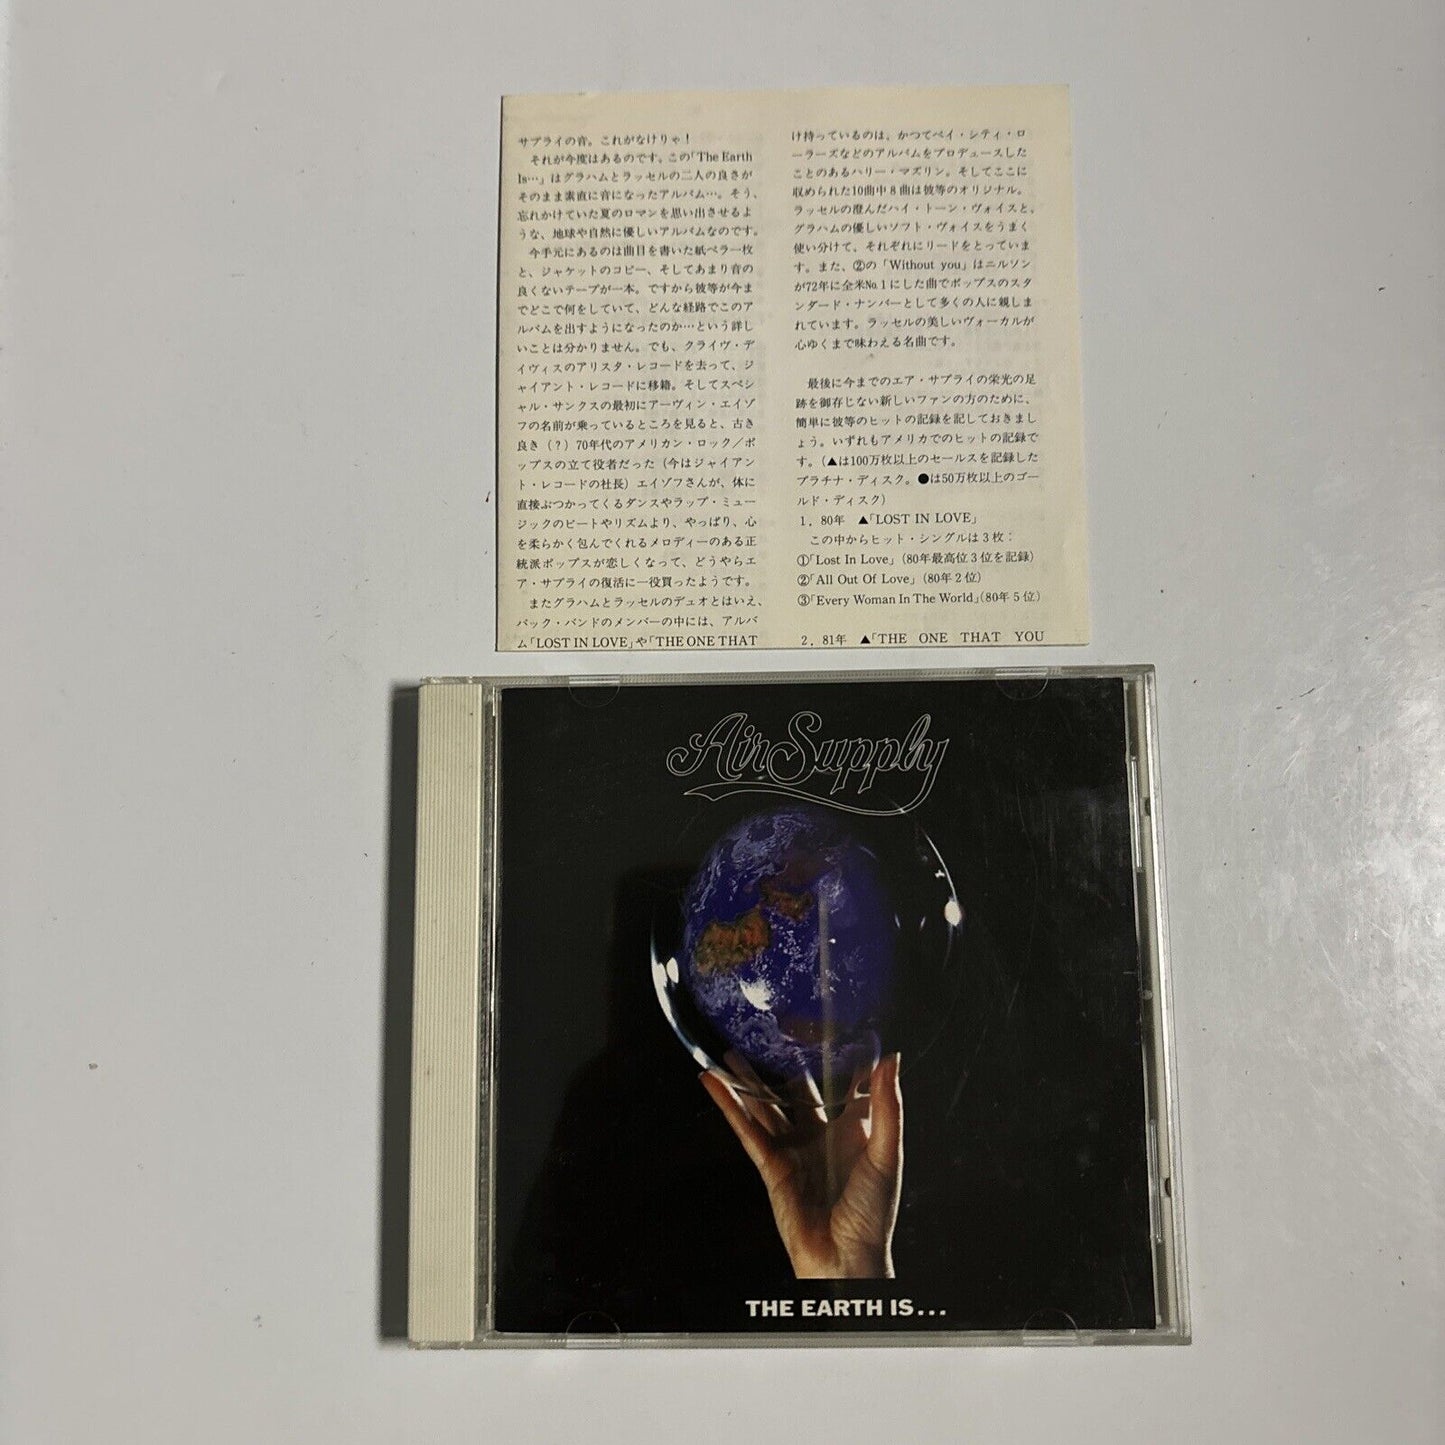 サプライの音。これがなけりゃ！
それが今度はあるのです。この「The Earth
Is…」はグラハムとラッセルの二人の良さが
そのまま素直に音になったアルバム…。そう、
忘れかけていた夏のロマンを思い出させるよ
うな、地球や自然に優しいアルバムなのです。
今手元にあるのは曲目を書いた紙ペラ一枚
と、ジャケットのコピー、そしてあまり音の
良くないテープが一本。ですから彼等が今ま
でどこで何をしていて、どんな経路でこのア
ルバムを出すようになったのか…という詳し
いことは分かりません。でも、クライヴ・デ
イヴィスのアリスタ・レコードを去って、ジ
ャイアント・レコードに移籍。そしてスペシ
ャル・サンクスの最初にアーヴィン・エイゾ
フの名前が乗っているところを見ると、古き
良き（？）70年代のアメリカン・ロック／ポ
ップスの立て役者だった（今はジャイアン
ト・レコードの社長）エイゾフさんが、体に
直接ぶつかってくるダンスやラップ・ミュー
ジックのビートやリズムより、やっぱり、心
を柔らかく包んでくれるメロディーのある正
統派ポップスが恋しくなって、どうやらエ
ア・サプライの復活に一役買ったようです。
またグラハムとラッセルのデュオとはいえ、
バック・バンドのメンバーの中には、アルバ
ム「LOST IN LOVE」や「THE ONE THAT
け持っているのは、かつてベイ・シティ・ロ
ーラーズなどのアルバムをプロデュースした
ことのあるハリー・マズリン。そしてここに
収められた10曲中8曲は彼等のオリジナル。
ラッセルの澄んだハイ・トーン・ヴォイスと、
グラハムの優しいソフト・ヴォイスをうまく
使い分けて、それぞれにリードをとっていま
す。また、②の「Without you」はニルソン
が72年に全米No.1にした曲でポップスのスタ
ンダード・ナンバーとして多くの人に親しま
れています。ラッセルの美しいヴォーカルが
心ゆくまで味わえる名曲です。
最後に今までのエア・サプライの栄光の足
跡を御存じない新しいファンの方のために、
簡単に彼等のヒットの記録を記しておきまし
ょう。いずれもアメリカでのヒットの記録で
す。（▲は100万枚以上のセールスを記録した
プラチナ・ディスク。●は50万枚以上のゴー
ルド・ディスク）
1．80年　▲「LOST IN LOVE」
この中からヒット・シングルは3枚：
①「Lost In Love」（80年最高位3位を記録）
②「All Out Of Love」（80年2位）
③「Every Woman In The World」（80年5位）
2．81年　▲「THE ONE THAT YOU
Air Supply
THE EARTH IS...